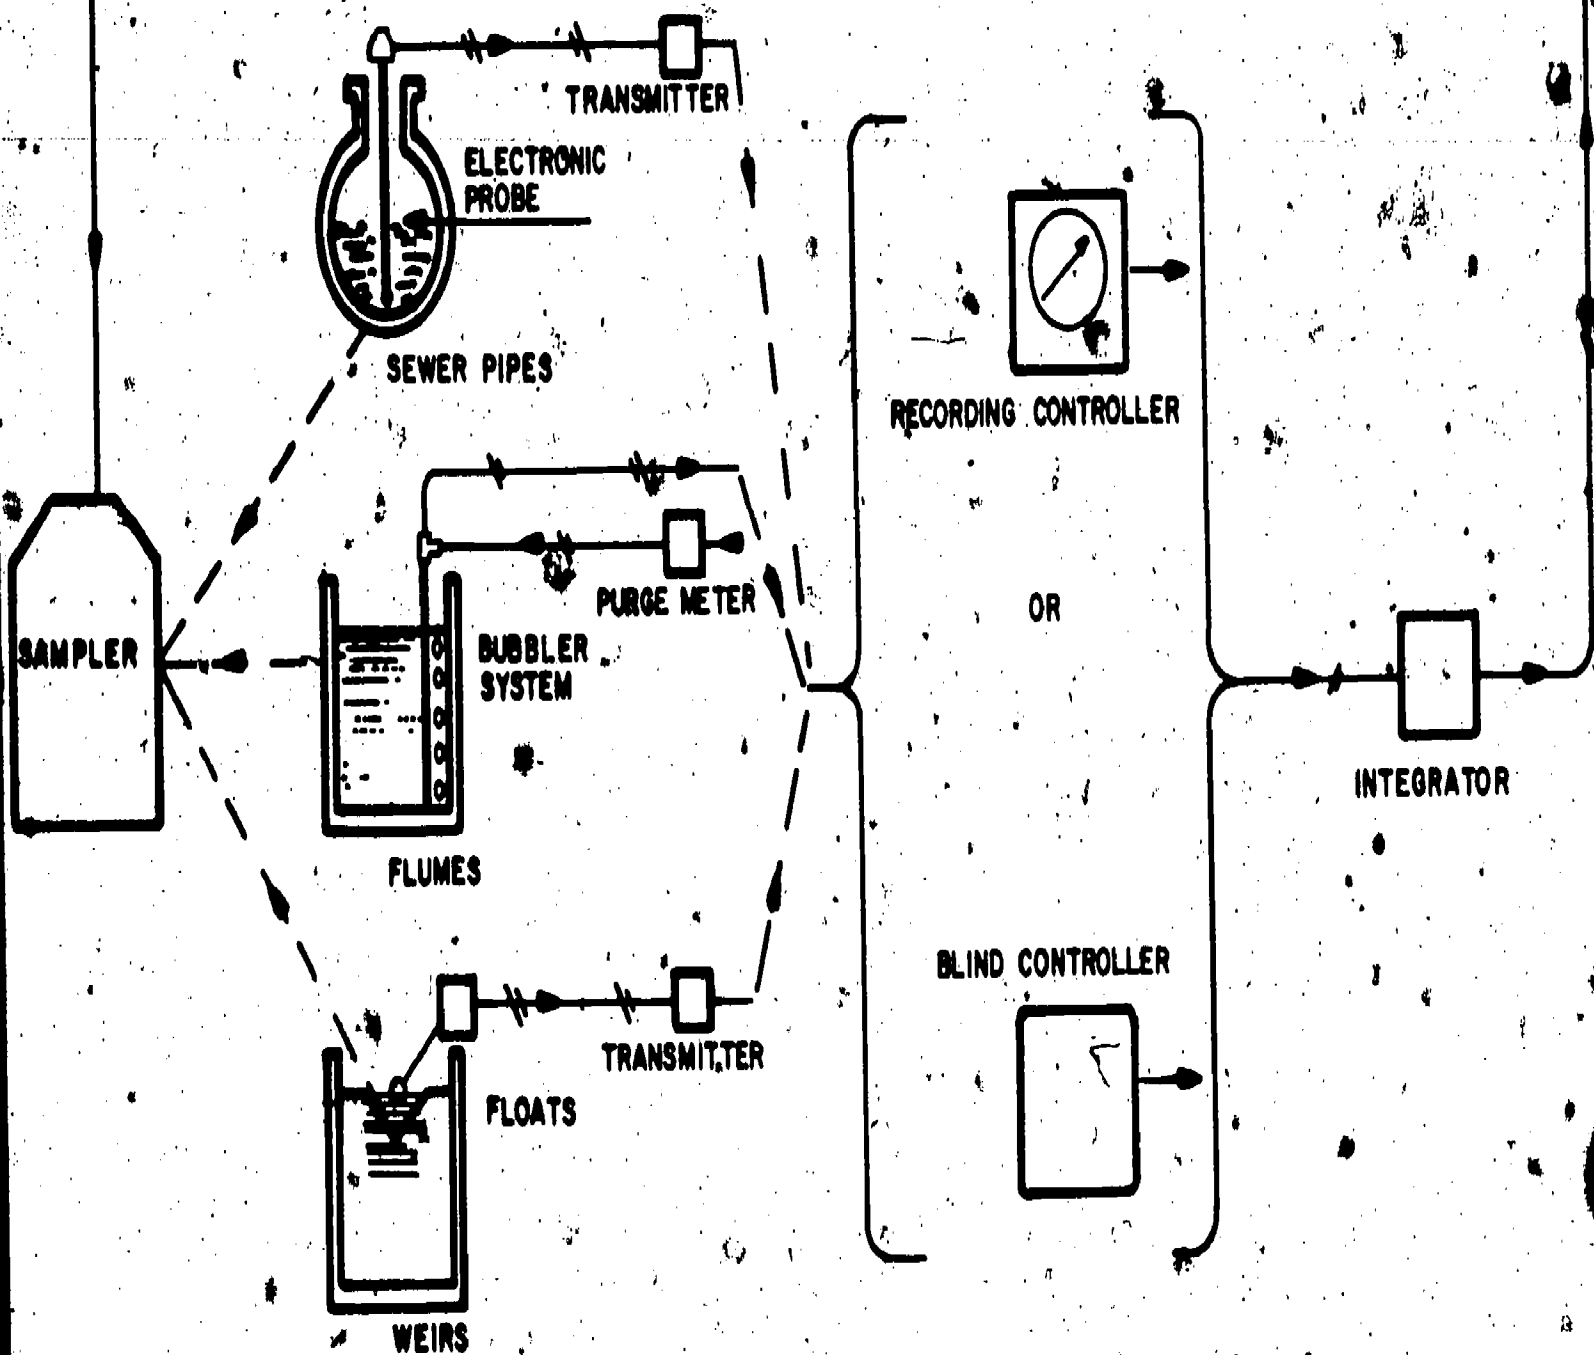 TRANSMITTER
ELECTRONIC
PROBE
SEWER PIPES
RECORDING CONTROLLER
PURGE METER
OR
SAMPLER
BUBBLER
SYSTEM
INTEGRATOR
FLUMES
BLIND CONTROLLER
TRANSMITTER
FLOATS
WEIRS